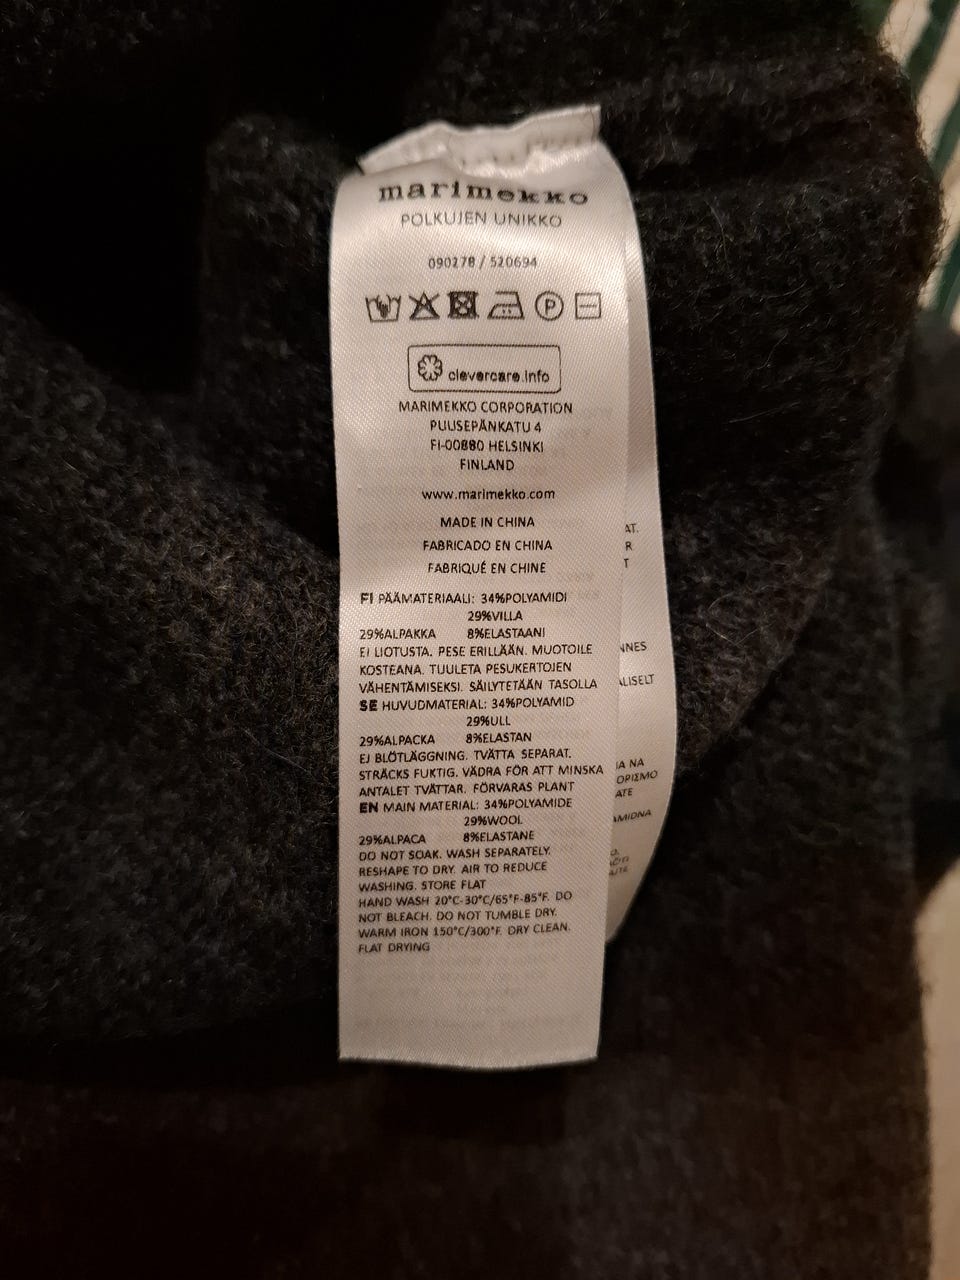 marimekko
POLKUJEN UNIKKO
090278 / 520694
P
clevercare.info
MARIMEKKO CORPORATION
PUUSEPÄNKATU 4
FI-00880 HELSINKI
FINLAND
www.marimekko.com
MADE IN CHINA
FABRICADO EN CHINA
FABRIQUÉ EN CHINE
FI PÄÄMATERIAALI: 34%POLYAMIDI
29%VILLA
29%ALPAKKA 8%ELASTAANI
EI LIOTUSTA. PESE ERILLÄÄN. MUOTOILE
KOSTEANA. TUULETA PESUKERTOJEN
VÄHENTÄMISEKSI. SÄILYTETÄÄN TASOLLA
SE HUVUDMATERIAL: 34%POLYAMID
29%ULL
29%ALPACKA 8%ELASTAN
EJ BLÖTLÄGGNING. TVÄTTA SEPARAT.
STRÄCKS FUKTIG. VÄDRA FÖR ATT MINSKA
ANTALET TVÄTTAR. FÖRVARAS PLANT
EN MAIN MATERIAL: 34%POLYAMIDE
29%WOOL
29%ALPACA 8%ELASTANE
DO NOT SOAK. WASH SEPARATELY.
RESHAPE TO DRY. AIR TO REDUCE
WASHING. STORE FLAT
HAND WASH 20°C-30°C/65°F-85°F. DO
NOT BLEACH. DO NOT TUMBLE DRY.
WARM IRON 150°C/300°F. DRY CLEAN.
FLAT DRYING